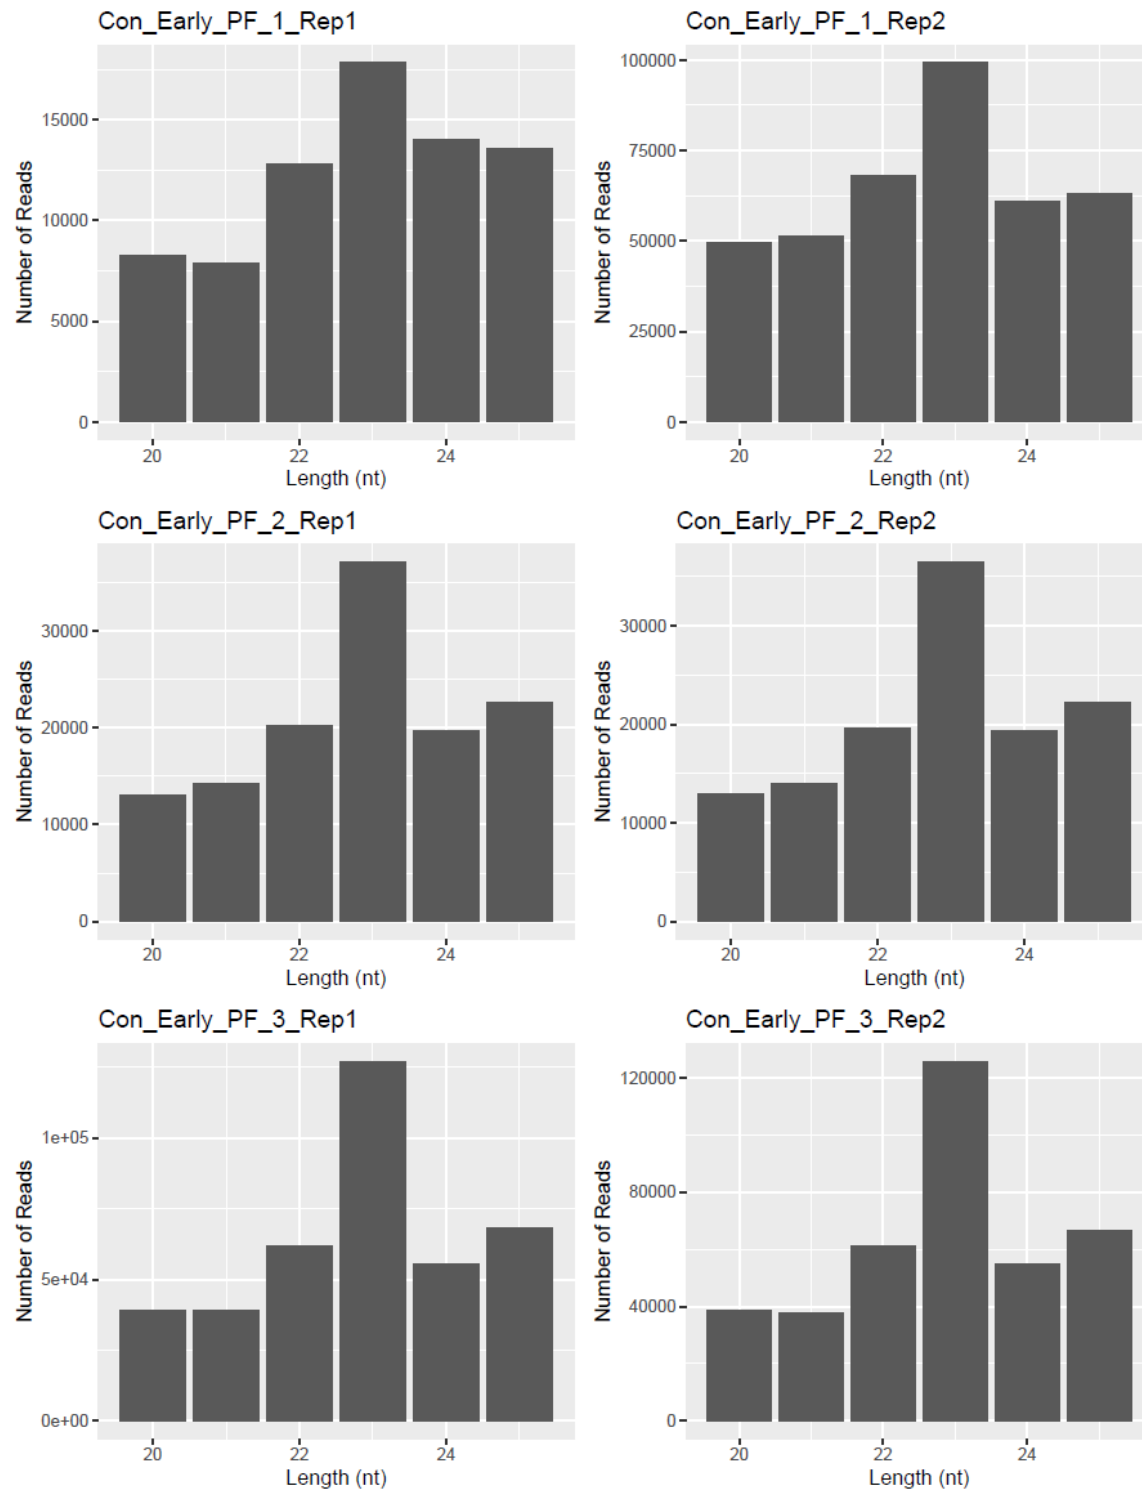 Con_Early_PF_1_Rep1
Number of Reads
15000
10000
5000
0
20 22 24
Length (nt)
Con_Early_PF_1_Rep2
Number of Reads
100000
75000
50000
25000
0
20 22 24
Length (nt)
Con_Early_PF_2_Rep1
Number of Reads
30000
20000
10000
0
20 22 24
Length (nt)
Con_Early_PF_2_Rep2
Number of Reads
30000
20000
10000
0
20 22 24
Length (nt)
Con_Early_PF_3_Rep1
Number of Reads
1e+05
5e+04
0e+00
20 22 24
Length (nt)
Con_Early_PF_3_Rep2
Number of Reads
120000
80000
40000
0
20 22 24
Length (nt)